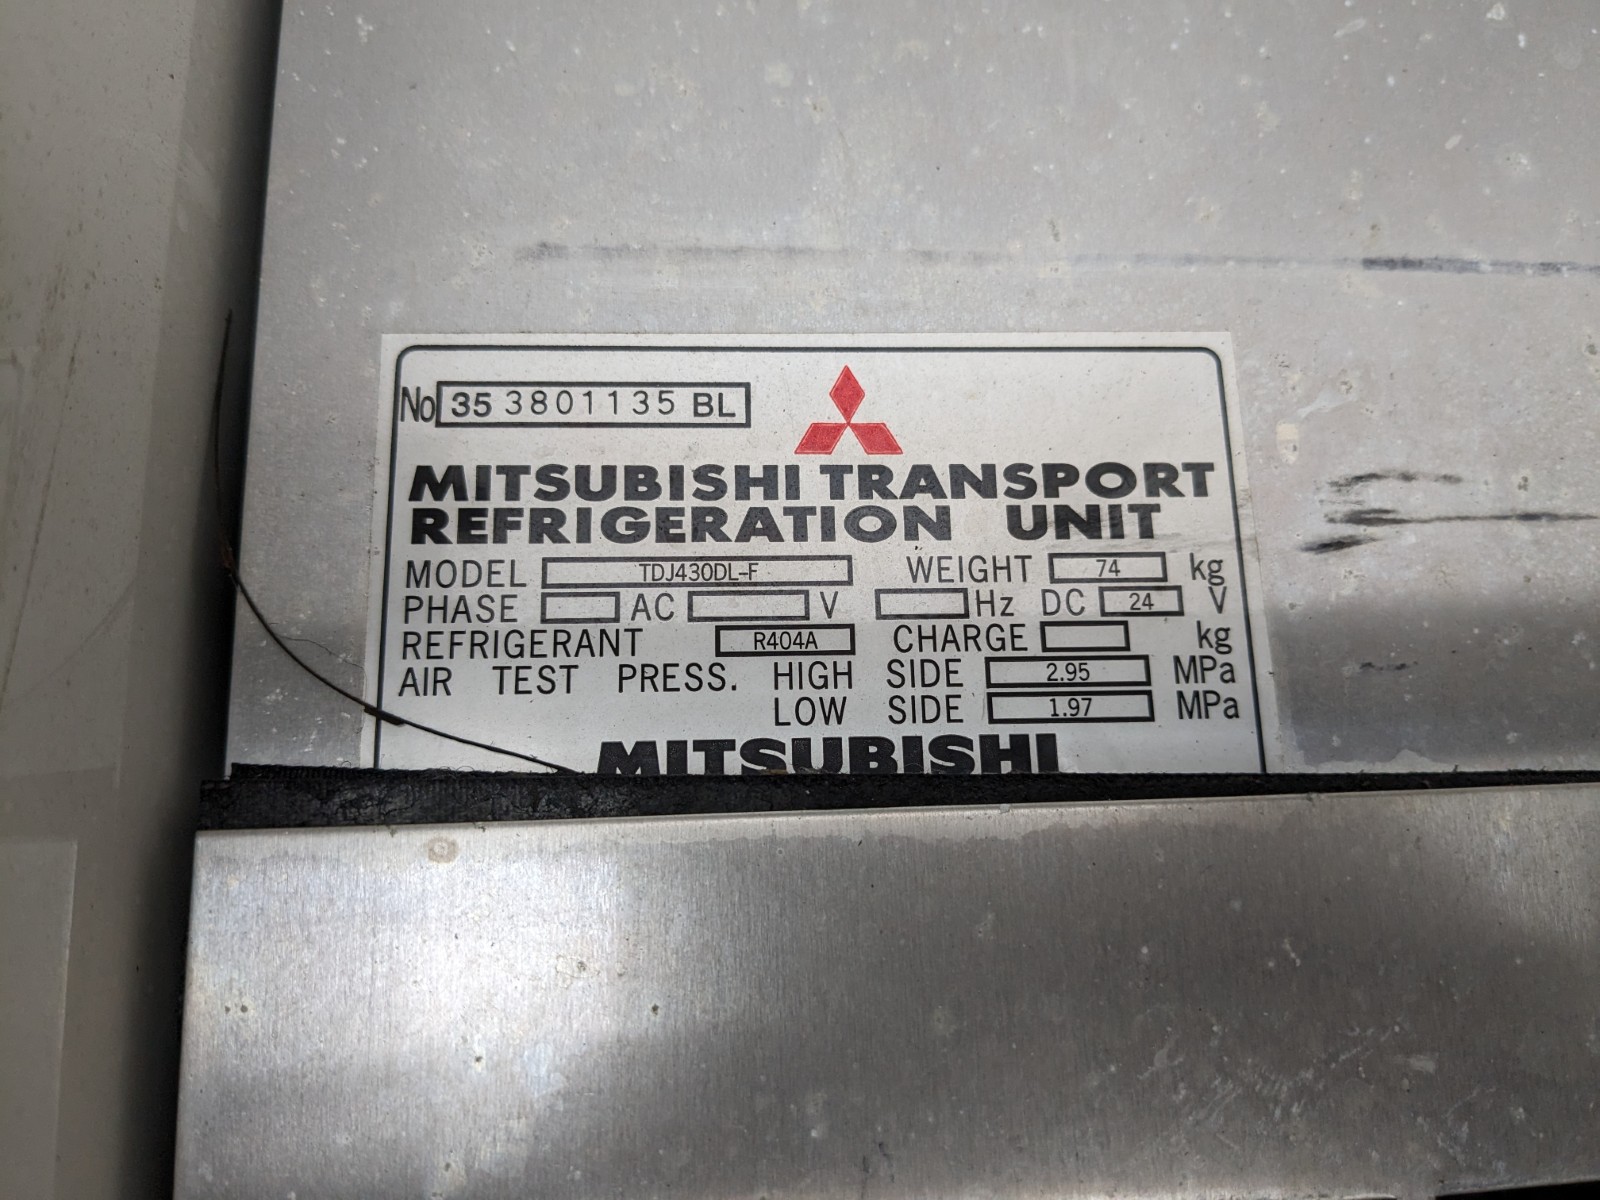 No 35 3801135 BL
MITSUBISHI TRANSPORT
REFRIGERATION UNIT
MODEL TDJ430DL-F WEIGHT 74 kg
PHASE AC V Hz DC 24 V
REFRIGERANT R404A CHARGE kg
AIR TEST PRESS. HIGH SIDE 2.95 MPa
LOW SIDE 1.97 MPa
MITSUBISHI